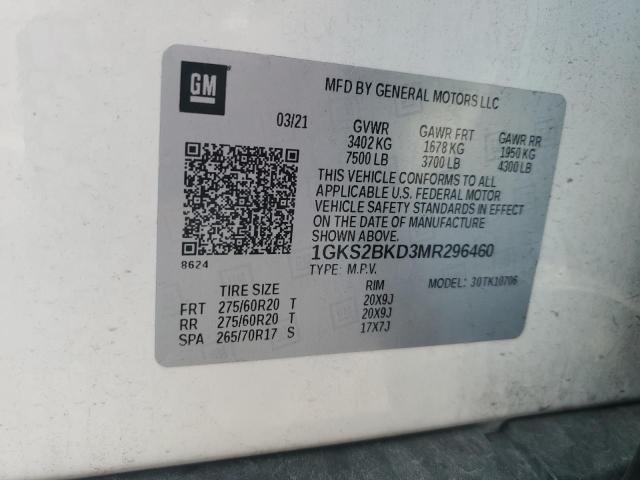 GM
MFD BY GENERAL MOTORS LLC
03/21 GVWR GAWR FRT GAWR RR
3402 KG 1678 KG 1950 KG
7500 LB 3700 LB 4300 LB
THIS VEHICLE CONFORMS TO ALL
APPLICABLE U.S. FEDERAL MOTOR
VEHICLE SAFETY STANDARDS IN EFFECT
ON THE DATE OF MANUFACTURE
SHOWN ABOVE.
1GKS2BKD3MR296460
8624
TYPE: M.P.V. MODEL: 30TK10706
TIRE SIZE RIM
FRT 275/60R20 T 20X9J
RR 275/60R20 T 20X9J
SPA 265/70R17 S 17X7J